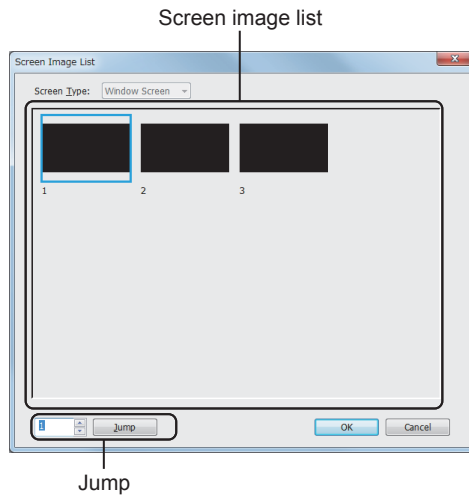 Screen image list
Screen Image List
Screen Type: Window Screen
1 2 3
1 Jump OK Cancel
Jump